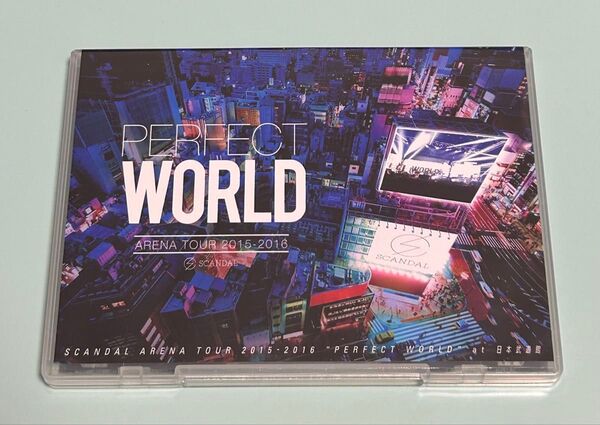 PERFECT
WORLD
ARENA TOUR 2015-2016
SCANDAL
WORLD
SCANDAL
SCANDAL ARENA TOUR 2015-2016 "PERFECT WORLD" at 日本武道館